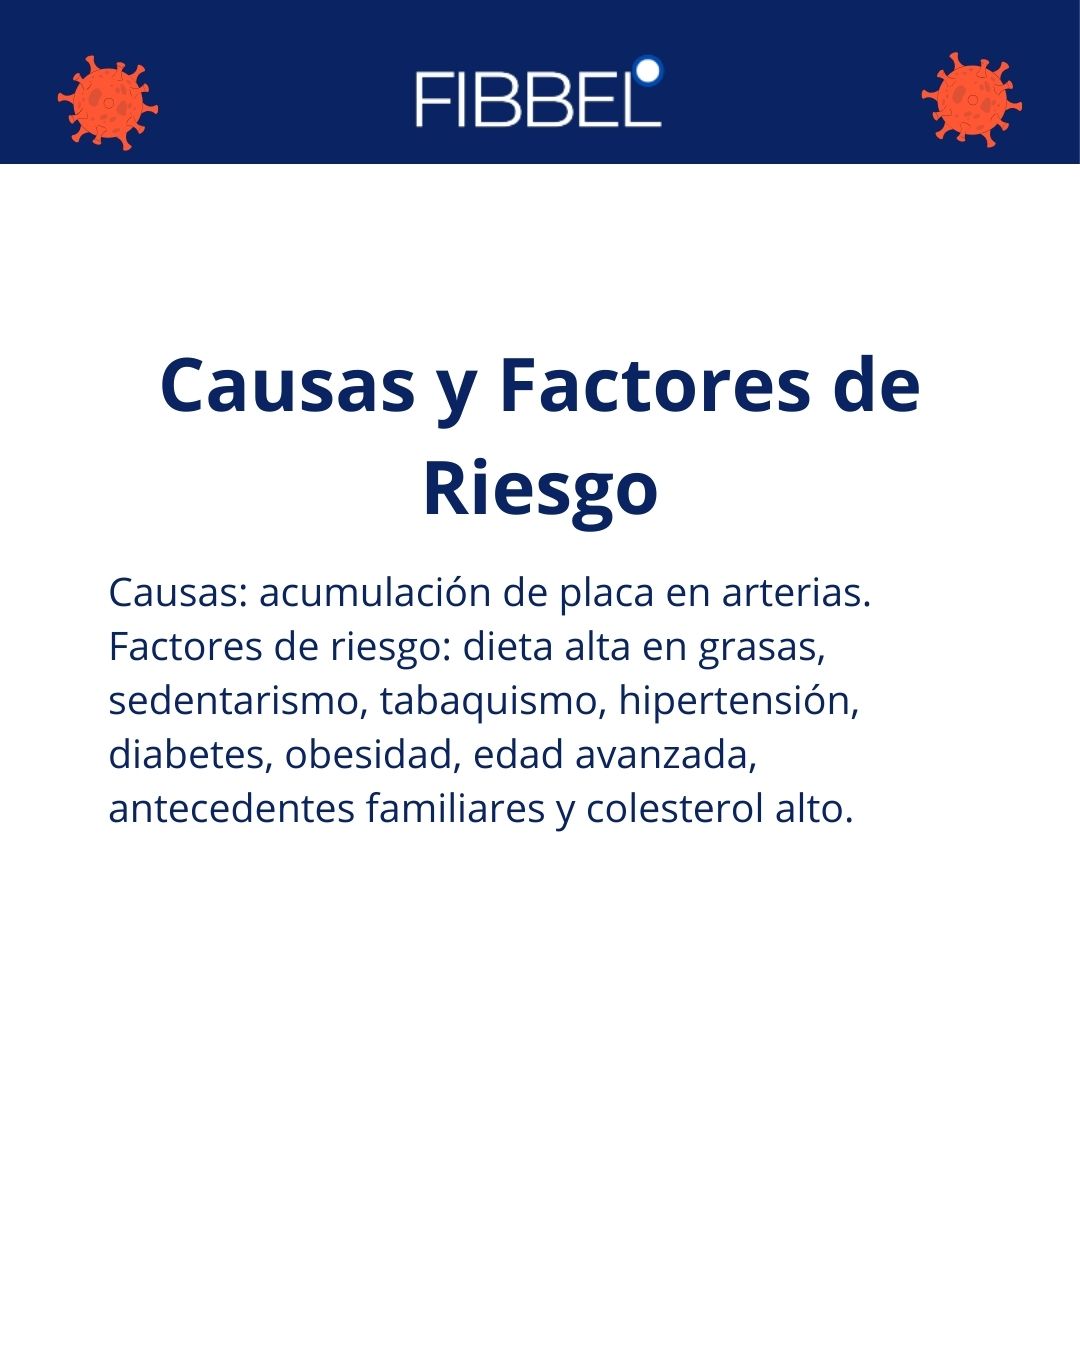 FIBBEL
Causas y Factores de
Riesgo
Causas: acumulación de placa en arterias.
Factores de riesgo: dieta alta en grasas,
sedentarismo, tabaquismo, hipertensión,
diabetes, obesidad, edad avanzada,
antecedentes familiares y colesterol alto.